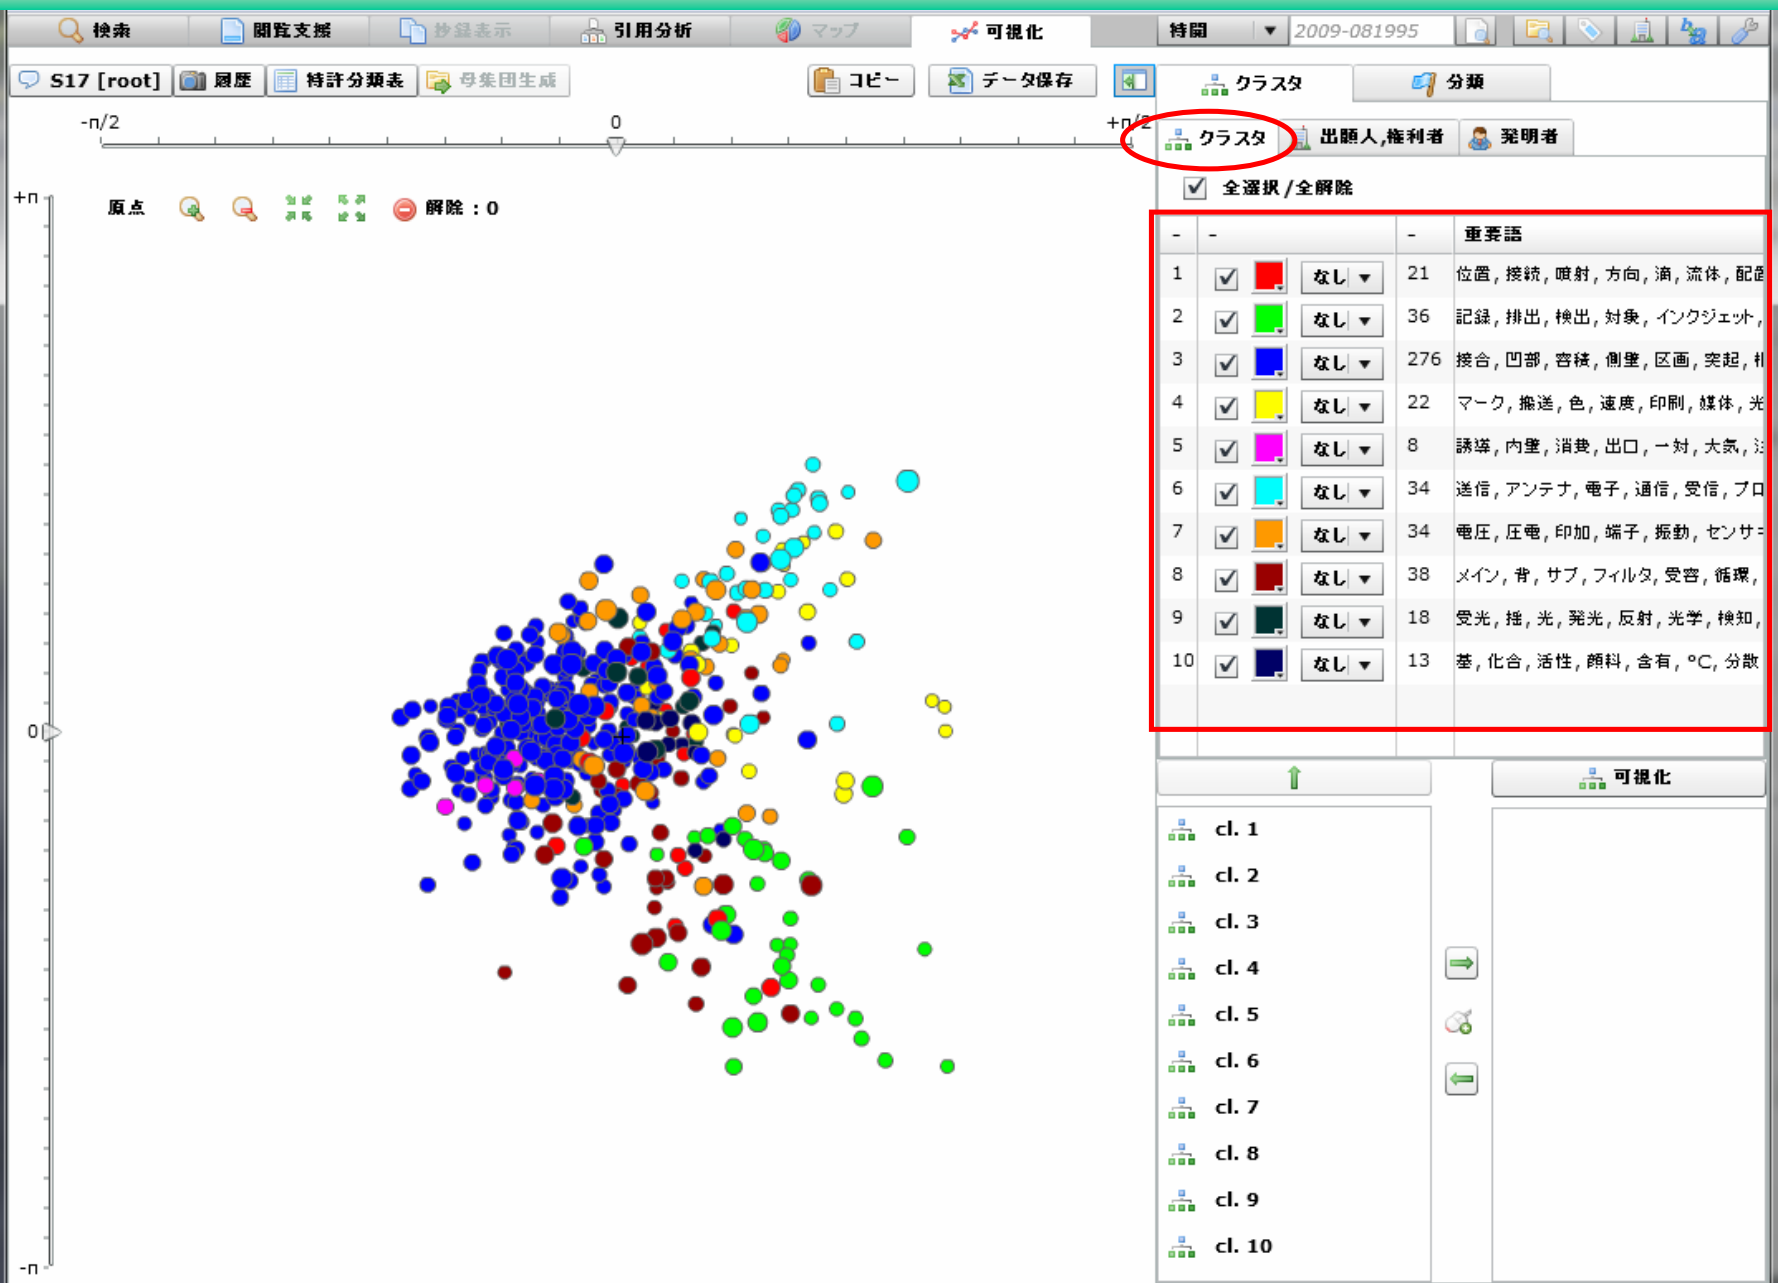 検索 閲覧支援 抄録表示 引用分析 マップ 可視化 特開 2009-081995
S17 [root] 履歴 特許分類表 母集団生成 コピー データ保存 クラスタ 分類
-π/2 0 +π/2
クラスタ 出願人,権利者 発明者
全選択/全解除
+π 原点 解除 : 0
- - - 重要語
1 なし 21 位置, 接続, 噴射, 方向, 滴, 流体, 配置
2 なし 36 記録, 排出, 検出, 対象, インクジェット,
3 なし 276 接合, 凹部, 容積, 側壁, 区画, 突起,
4 なし 22 マーク, 搬送, 色, 速度, 印刷, 媒体, 光
5 なし 8 誘導, 内壁, 消費, 出口, 一対, 大気,
6 なし 34 送信, アンテナ, 電子, 通信, 受信, プロ
7 なし 34 電圧, 圧電, 印加, 端子, 振動, センサ
8 なし 38 メイン, 背, サブ, フィルタ, 受容, 循環,
9 なし 18 受光, 揺, 光, 発光, 反射, 光学, 検知,
10 なし 13 基, 化合, 活性, 顔料, 含有, °C, 分散
0
可視化
cl. 1
cl. 2
cl. 3
cl. 4
cl. 5
cl. 6
cl. 7
cl. 8
cl. 9
cl. 10
-π